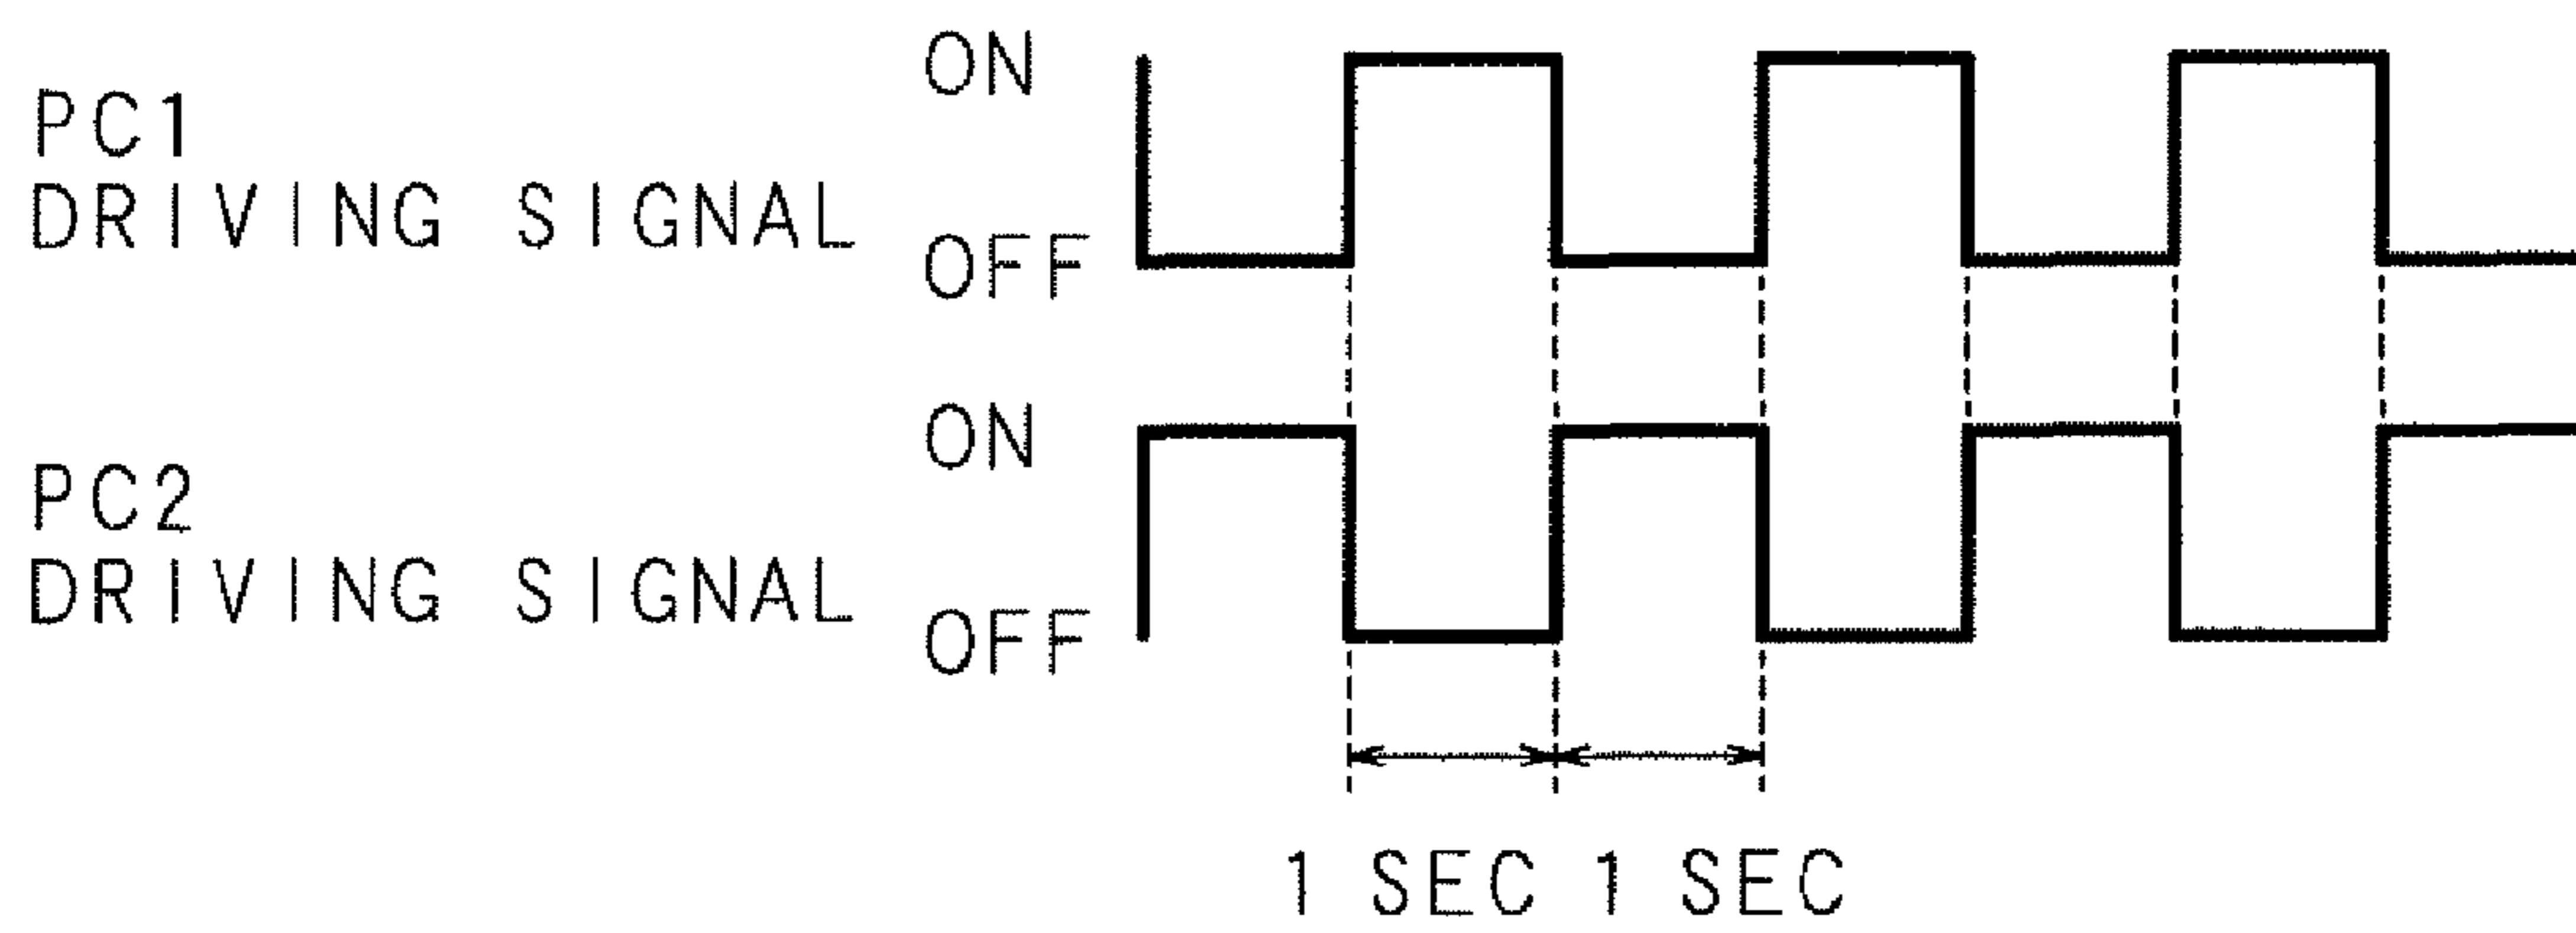 ON
PC1
DRIVING SIGNAL
OFF
ON
PC2
DRIVING SIGNAL
OFF
1 SEC 1 SEC